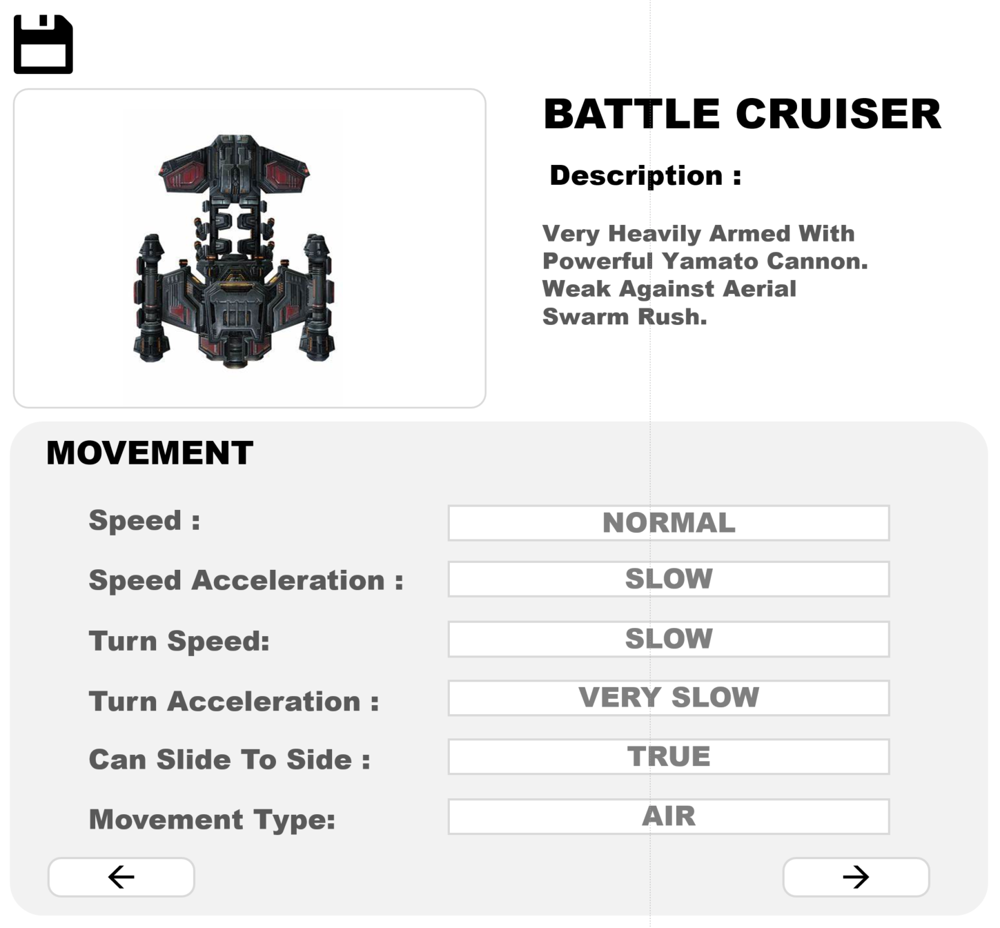 BATTLE CRUISER
Description :
Very Heavily Armed With
Powerful Yamato Cannon.
Weak Against Aerial
Swarm Rush.
MOVEMENT
Speed :
NORMAL
Speed Acceleration :
SLOW
Turn Speed:
SLOW
Turn Acceleration :
VERY SLOW
Can Slide To Side :
TRUE
Movement Type:
AIR